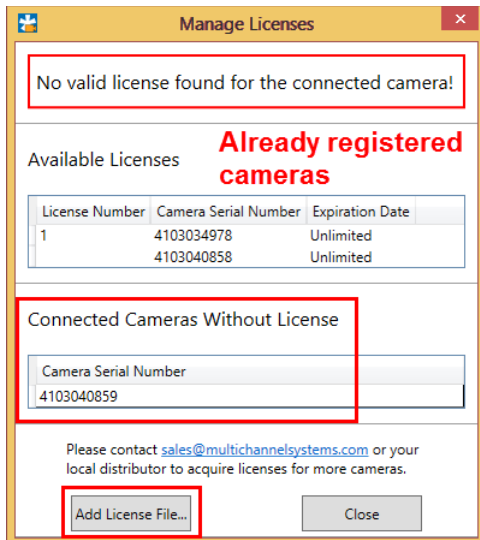 Manage Licenses
×
No valid license found for the connected camera!
Already registered
cameras
Available Licenses
License Number Camera Serial Number Expiration Date
1 4103034978 Unlimited
4103040858 Unlimited
Connected Cameras Without License
Camera Serial Number
4103040859
Please contact sales@multichannelsystems.com or your
local distributor to acquire licenses for more cameras.
Add License File... Close